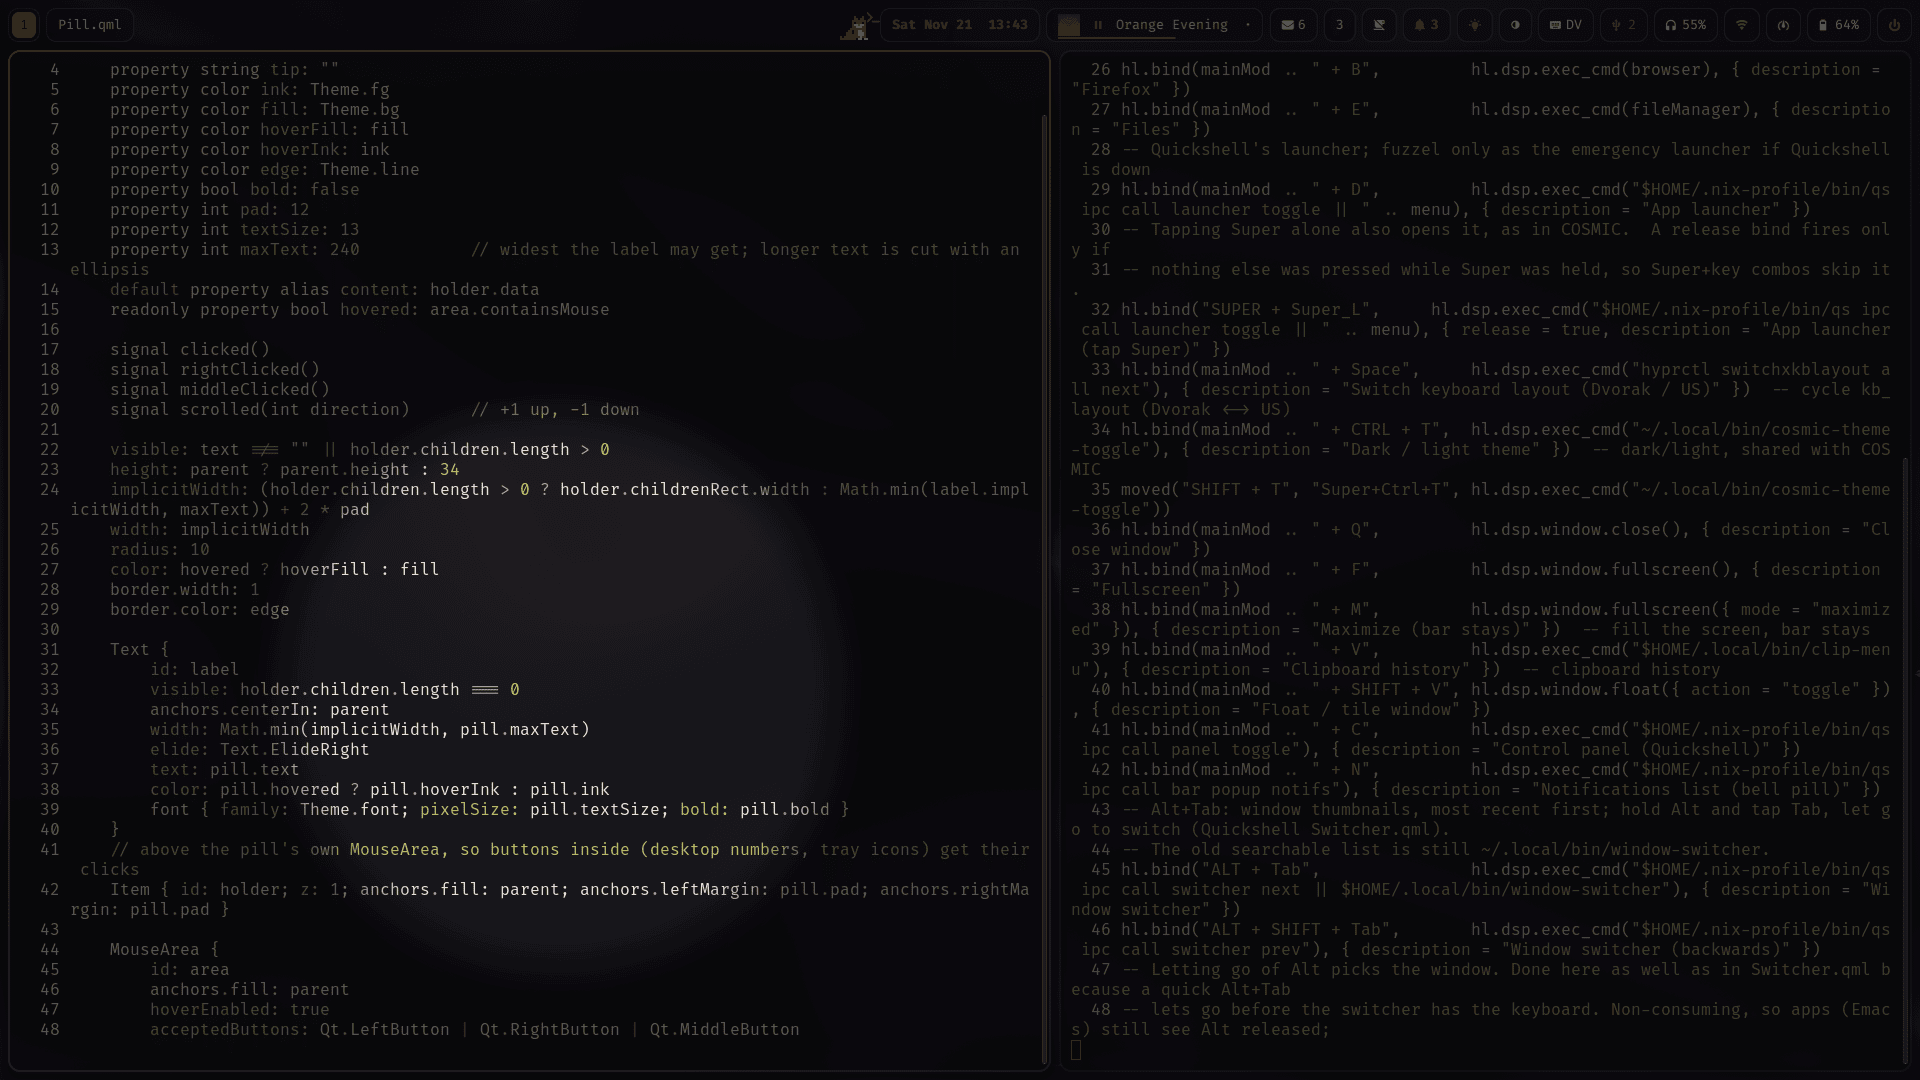 1 Pill.qml
Sat Nov 21 13:43
Orange Evening ·
6
3
3
DV
2
55%
64%
4 property string tip: ""
5 property color ink: Theme.fg
6 property color fill: Theme.bg
7 property color hoverFill: fill
8 property color hoverInk: ink
9 property color edge: Theme.line
10 property bool bold: false
11 property int pad: 12
12 property int textSize: 13
13 property int maxText: 240 // widest the label may get; longer text is cut with an
ellipsis
14 default property alias content: holder.data
15 readonly property bool hovered: area.containsMouse
16
17 signal clicked()
18 signal rightClicked()
19 signal middleClicked()
20 signal scrolled(int direction) // +1 up, -1 down
21
22 visible: text !== "" || holder.children.length > 0
23 height: parent ? parent.height : 34
24 implicitWidth: (holder.children.length > 0 ? holder.childrenRect.width : Math.min(label.impl
icitWidth, maxText)) + 2 * pad
25 width: implicitWidth
26 radius: 10
27 color: hovered ? hoverFill : fill
28 border.width: 1
29 border.color: edge
30
31 Text {
32 id: label
33 visible: holder.children.length === 0
34 anchors.centerIn: parent
35 width: Math.min(implicitWidth, pill.maxText)
36 elide: Text.ElideRight
37 text: pill.text
38 color: pill.hovered ? pill.hoverInk : pill.ink
39 font { family: Theme.font; pixelSize: pill.textSize; bold: pill.bold }
40 }
41 // above the pill's own MouseArea, so buttons inside (desktop numbers, tray icons) get their
clicks
42 Item { id: holder; z: 1; anchors.fill: parent; anchors.leftMargin: pill.pad; anchors.rightMa
rgin: pill.pad }
43
44 MouseArea {
45 id: area
46 anchors.fill: parent
47 hoverEnabled: true
48 acceptedButtons: Qt.LeftButton | Qt.RightButton | Qt.MiddleButton
26 hl.bind(mainMod .. " + B", hl.dsp.exec_cmd(browser), { description =
"Firefox" })
27 hl.bind(mainMod .. " + E", hl.dsp.exec_cmd(fileManager), { descriptio
n = "Files" })
28 -- Quickshell's launcher; fuzzel only as the emergency launcher if Quickshell
is down
29 hl.bind(mainMod .. " + D", hl.dsp.exec_cmd("$HOME/.nix-profile/bin/qs
ipc call launcher toggle || " .. menu), { description = "App launcher" })
30 -- Tapping Super alone also opens it, as in COSMIC.  A release bind fires onl
y if
31 -- nothing else was pressed while Super was held, so Super+key combos skip it
.
32 hl.bind("SUPER + Super_L", hl.dsp.exec_cmd("$HOME/.nix-profile/bin/qs ipc
call launcher toggle || " .. menu), { release = true, description = "App launcher
(tap Super)" })
33 hl.bind(mainMod .. " + Space", hl.dsp.exec_cmd("hyprctl switchxkblayout a
ll next"), { description = "Switch keyboard layout (Dvorak / US)" })  -- cycle kb_
layout (Dvorak <-> US)
34 hl.bind(mainMod .. " + CTRL + T", hl.dsp.exec_cmd("~/.local/bin/cosmic-theme
-toggle"), { description = "Dark / light theme" })  -- dark/light, shared with COS
MIC
35 moved("SHIFT + T", "Super+Ctrl+T", hl.dsp.exec_cmd("~/.local/bin/cosmic-theme
-toggle"))
36 hl.bind(mainMod .. " + Q", hl.dsp.window.close(), { description = "Cl
ose window" })
37 hl.bind(mainMod .. " + F", hl.dsp.window.fullscreen(), { description
= "Fullscreen" })
38 hl.bind(mainMod .. " + M", hl.dsp.window.fullscreen({ mode = "maximiz
ed" }), { description = "Maximize (bar stays)" })  -- fill the screen, bar stays
39 hl.bind(mainMod .. " + V", hl.dsp.exec_cmd("$HOME/.local/bin/clip-men
u"), { description = "Clipboard history" })  -- clipboard history
40 hl.bind(mainMod .. " + SHIFT + V", hl.dsp.window.float({ action = "toggle" })
, { description = "Float / tile window" })
41 hl.bind(mainMod .. " + C", hl.dsp.exec_cmd("$HOME/.nix-profile/bin/qs
ipc call panel toggle"), { description = "Control panel (Quickshell)" })
42 hl.bind(mainMod .. " + N", hl.dsp.exec_cmd("$HOME/.nix-profile/bin/qs
ipc call bar popup notifs"), { description = "Notifications list (bell pill)" })
43 -- Alt+Tab: window thumbnails, most recent first; hold Alt and tap Tab, let g
o to switch (Quickshell Switcher.qml).
44 -- The old searchable list is still ~/.local/bin/window-switcher.
45 hl.bind("ALT + Tab", hl.dsp.exec_cmd("$HOME/.nix-profile/bin/qs
ipc call switcher next || $HOME/.local/bin/window-switcher"), { description = "Wi
ndow switcher" })
46 hl.bind("ALT + SHIFT + Tab", hl.dsp.exec_cmd("$HOME/.nix-profile/bin/qs
ipc call switcher prev"), { description = "Window switcher (backwards)" })
47 -- Letting go of Alt picks the window. Done here as well as in Switcher.qml b
ecause a quick Alt+Tab
48 -- lets go before the switcher has the keyboard. Non-consuming, so apps (Emac
s) still see Alt released;